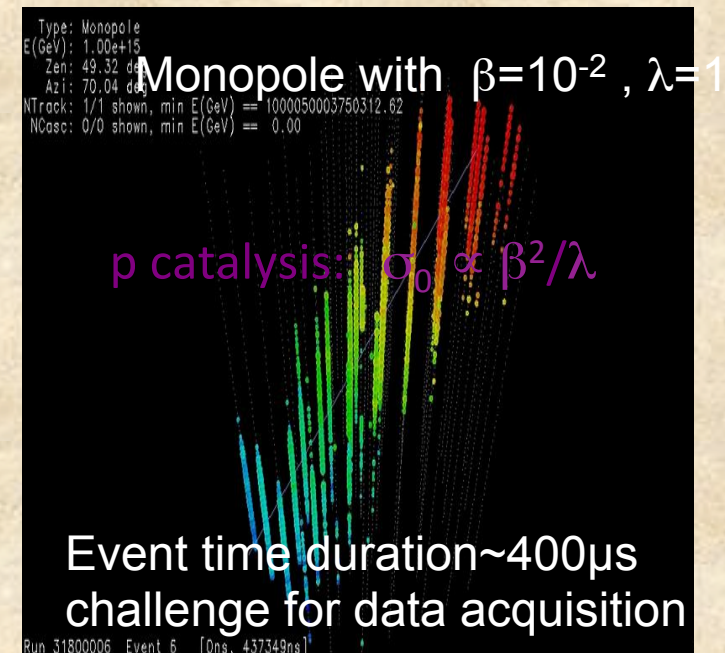 Type: Monopole
E(GeV): 1.00e+15
Zen: 49.32 deg
Monopole with β=10⁻² , λ=1
Azi: 70.04 deg
NTrack: 1/1 shown, min E(GeV) == 1000050003750312.62
NCasc: 0/0 shown, min E(GeV) == 0.00
p catalysis: σ₀ ∝ β²/λ
Event time duration~400μs
challenge for data acquisition
Run 31800006 Event 6 [0ns, 437349ns]